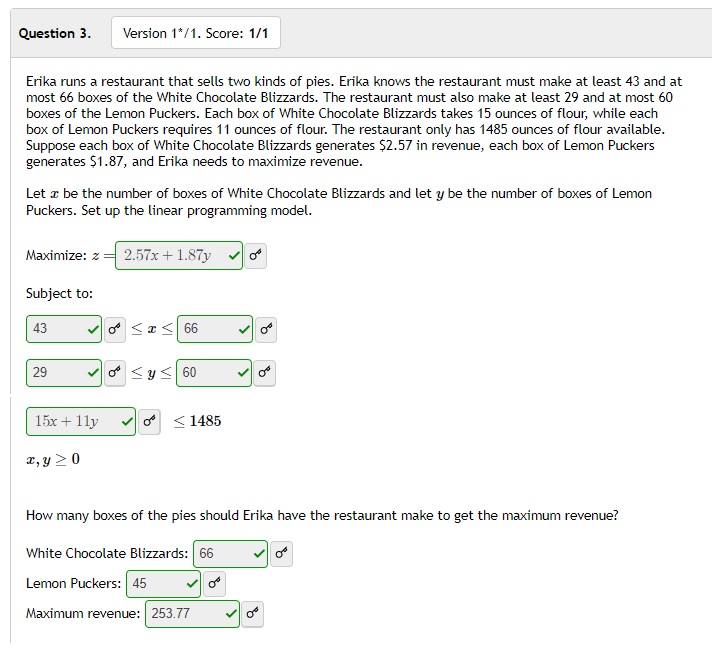 Question 3. Version 1*/1. Score: 1/1
Erika runs a restaurant that sells two kinds of pies. Erika knows the restaurant must make at least 43 and at
most 66 boxes of the White Chocolate Blizzards. The restaurant must also make at least 29 and at most 60
boxes of the Lemon Puckers. Each box of White Chocolate Blizzards takes 15 ounces of flour, while each
box of Lemon Puckers requires 11 ounces of flour. The restaurant only has 1485 ounces of flour available.
Suppose each box of White Chocolate Blizzards generates $2.57 in revenue, each box of Lemon Puckers
generates $1.87, and Erika needs to maximize revenue.
Let x be the number of boxes of White Chocolate Blizzards and let y be the number of boxes of Lemon
Puckers. Set up the linear programming model.
Maximize: z = 2.57x + 1.87y
Subject to:
43 ≤ x ≤ 66
29 ≤ y ≤ 60
15x + 11y ≤ 1485
x, y ≥ 0
How many boxes of the pies should Erika have the restaurant make to get the maximum revenue?
White Chocolate Blizzards: 66
Lemon Puckers: 45
Maximum revenue: 253.77